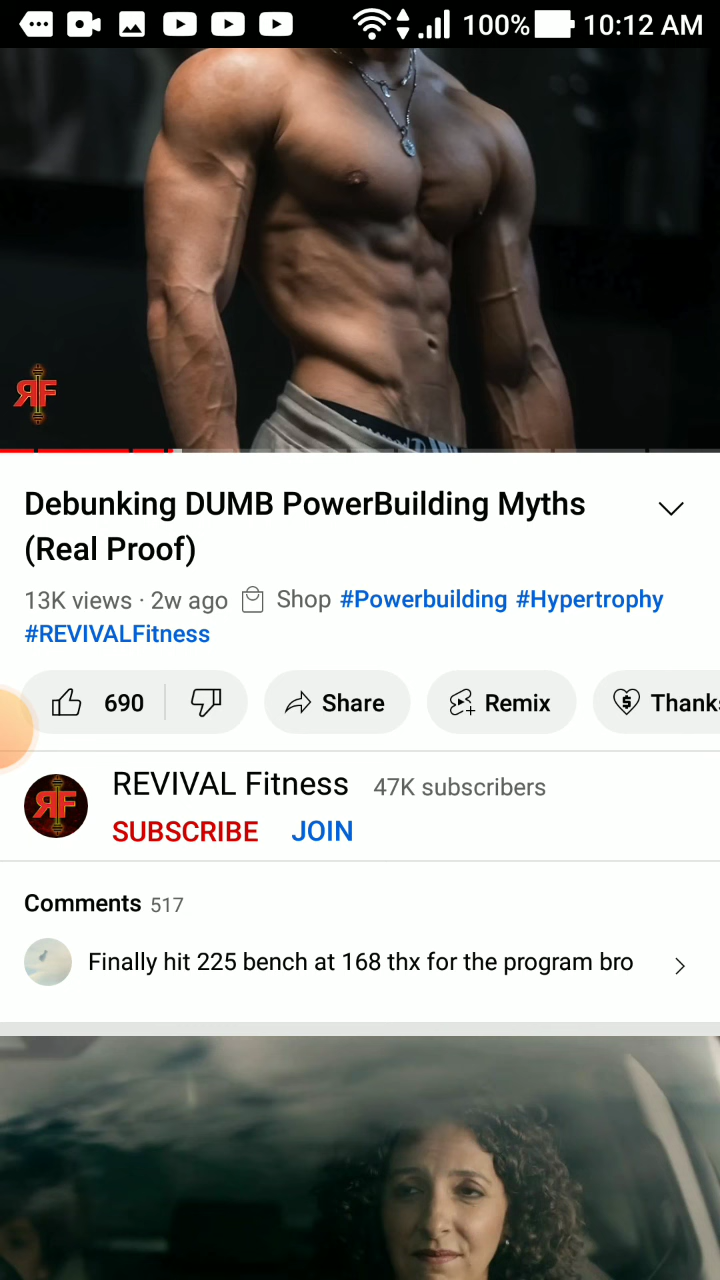 100% 10:12 AM
RF
Debunking DUMB PowerBuilding Myths
(Real Proof)
13K views · 2w ago Shop #Powerbuilding #Hypertrophy
#REVIVALFitness
690 Share Remix Thanks
RF
REVIVAL Fitness 47K subscribers
SUBSCRIBE JOIN
Comments 517
Finally hit 225 bench at 168 thx for the program bro